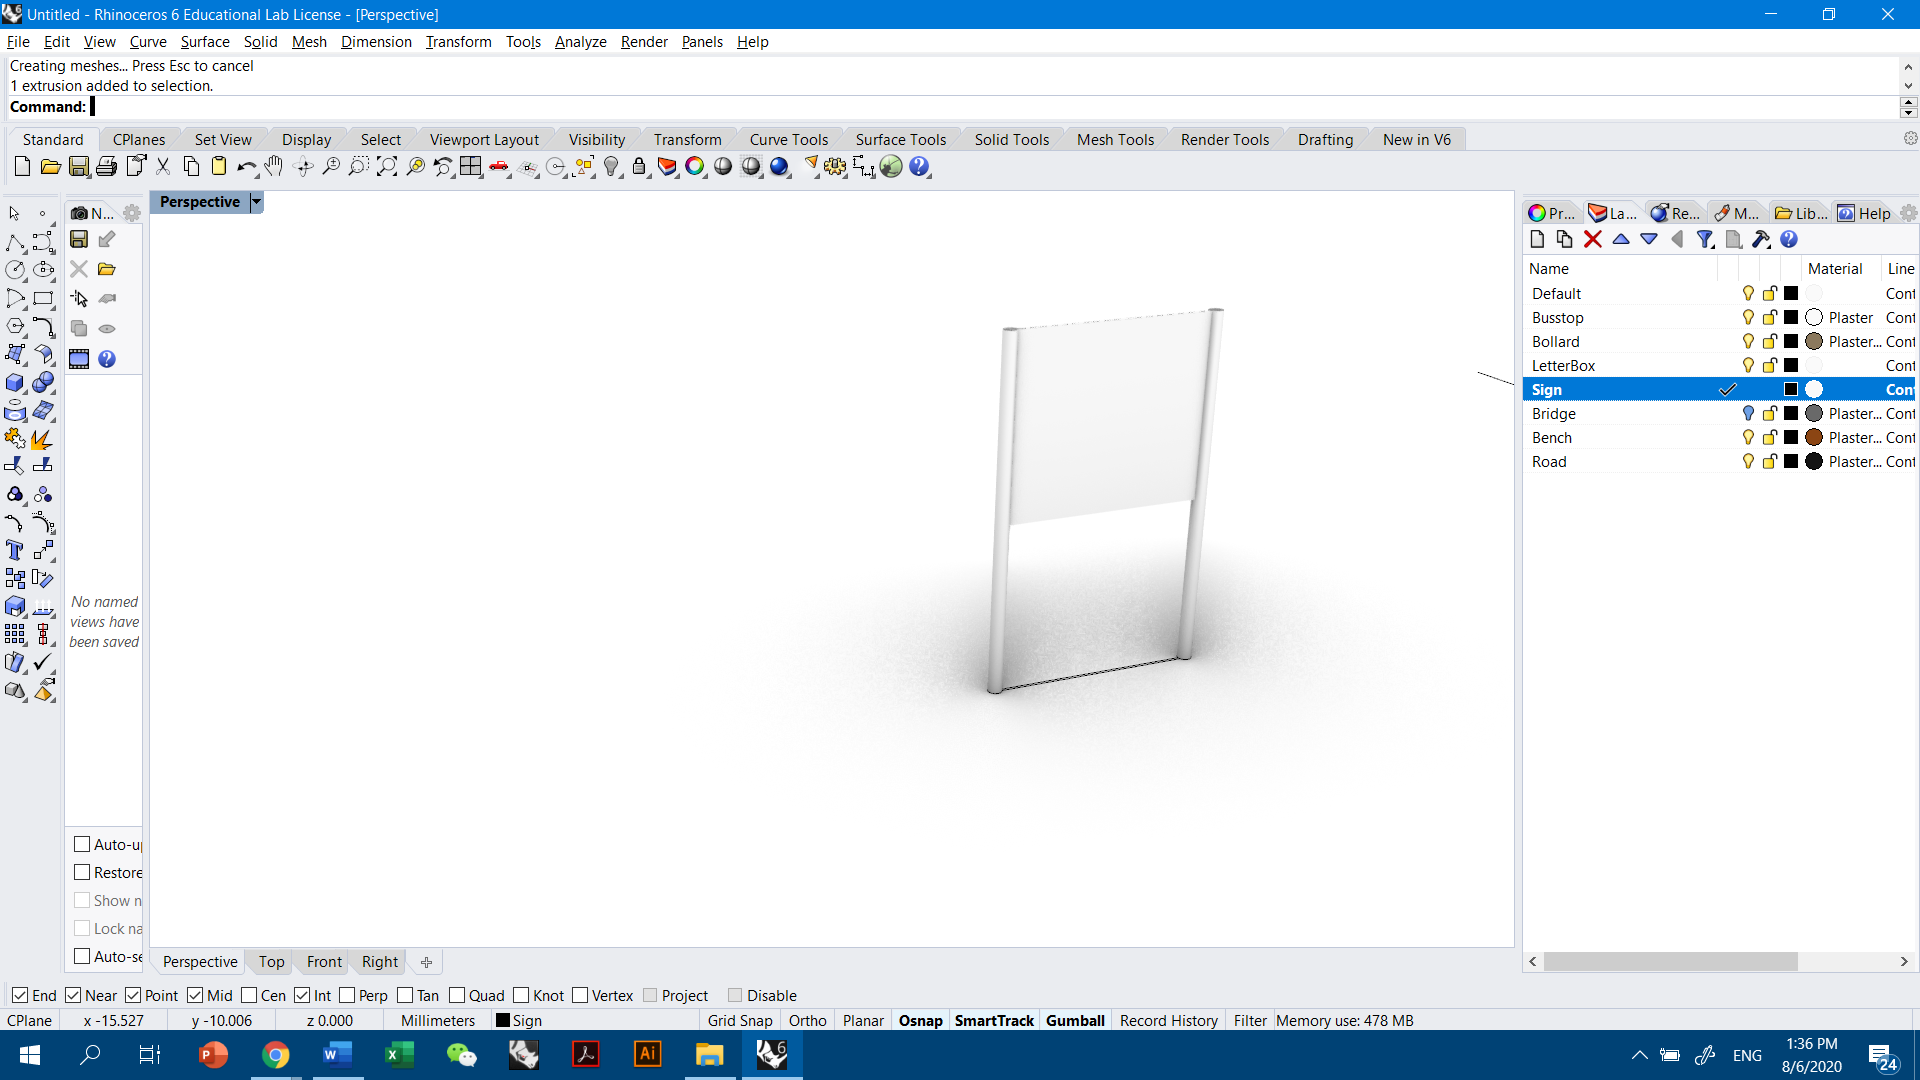 Untitled - Rhinoceros 6 Educational Lab License - [Perspective]
File Edit View Curve Surface Solid Mesh Dimension Transform Tools Analyze Render Panels Help
Creating meshes... Press Esc to cancel
1 extrusion added to selection.
Command:
Standard CPlanes Set View Display Select Viewport Layout Visibility Transform Curve Tools Surface Tools Solid Tools Mesh Tools Render Tools Drafting New in V6
N...
Perspective
Pr... La... Re... M... Lib... Help
Name Material Line
Default Cont
Busstop Plaster Cont
Bollard Plaster... Cont
LetterBox Cont
Sign Cont
Bridge Plaster... Cont
Bench Plaster... Cont
Road Plaster... Cont
No named
views have
been saved
Auto-u
Restore
Show n
Lock na
Auto-se
Perspective Top Front Right
End Near Point Mid Cen Int Perp Tan Quad Knot Vertex Project Disable
CPlane x -15.527 y -10.006 z 0.000 Millimeters Sign Grid Snap Ortho Planar Osnap SmartTrack Gumball Record History Filter Memory use: 478 MB
ENG
1:36 PM
8/6/2020
24